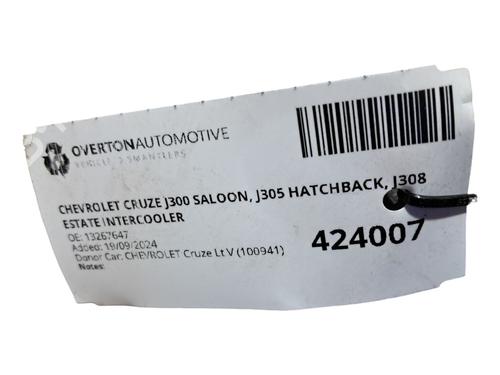 OVERTONAUTOMOTIVE
VEHICLE DISMANTLERS
CHEVROLET CRUZE J300 SALOON, J305 HATCHBACK, J308
ESTATE INTERCOOLER
OE: 13267647
Added: 19/09/2024
Donor Car: CHEVROLET Cruze Lt V (100941)
Notes:
424007